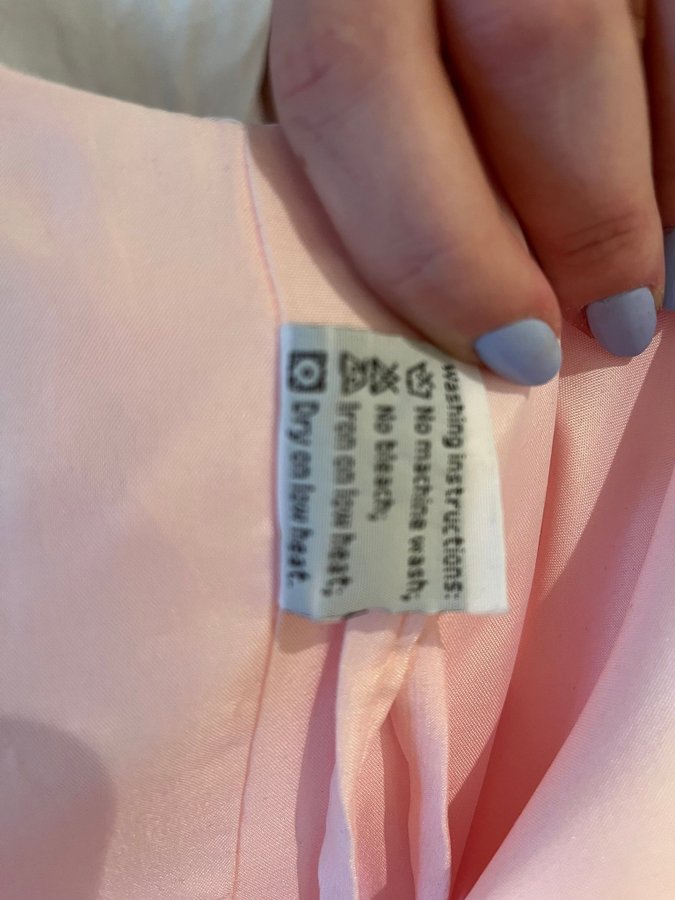 washing instructions:
No machine wash;
No bleach;
Iron on low heat;
Dry on low heat.